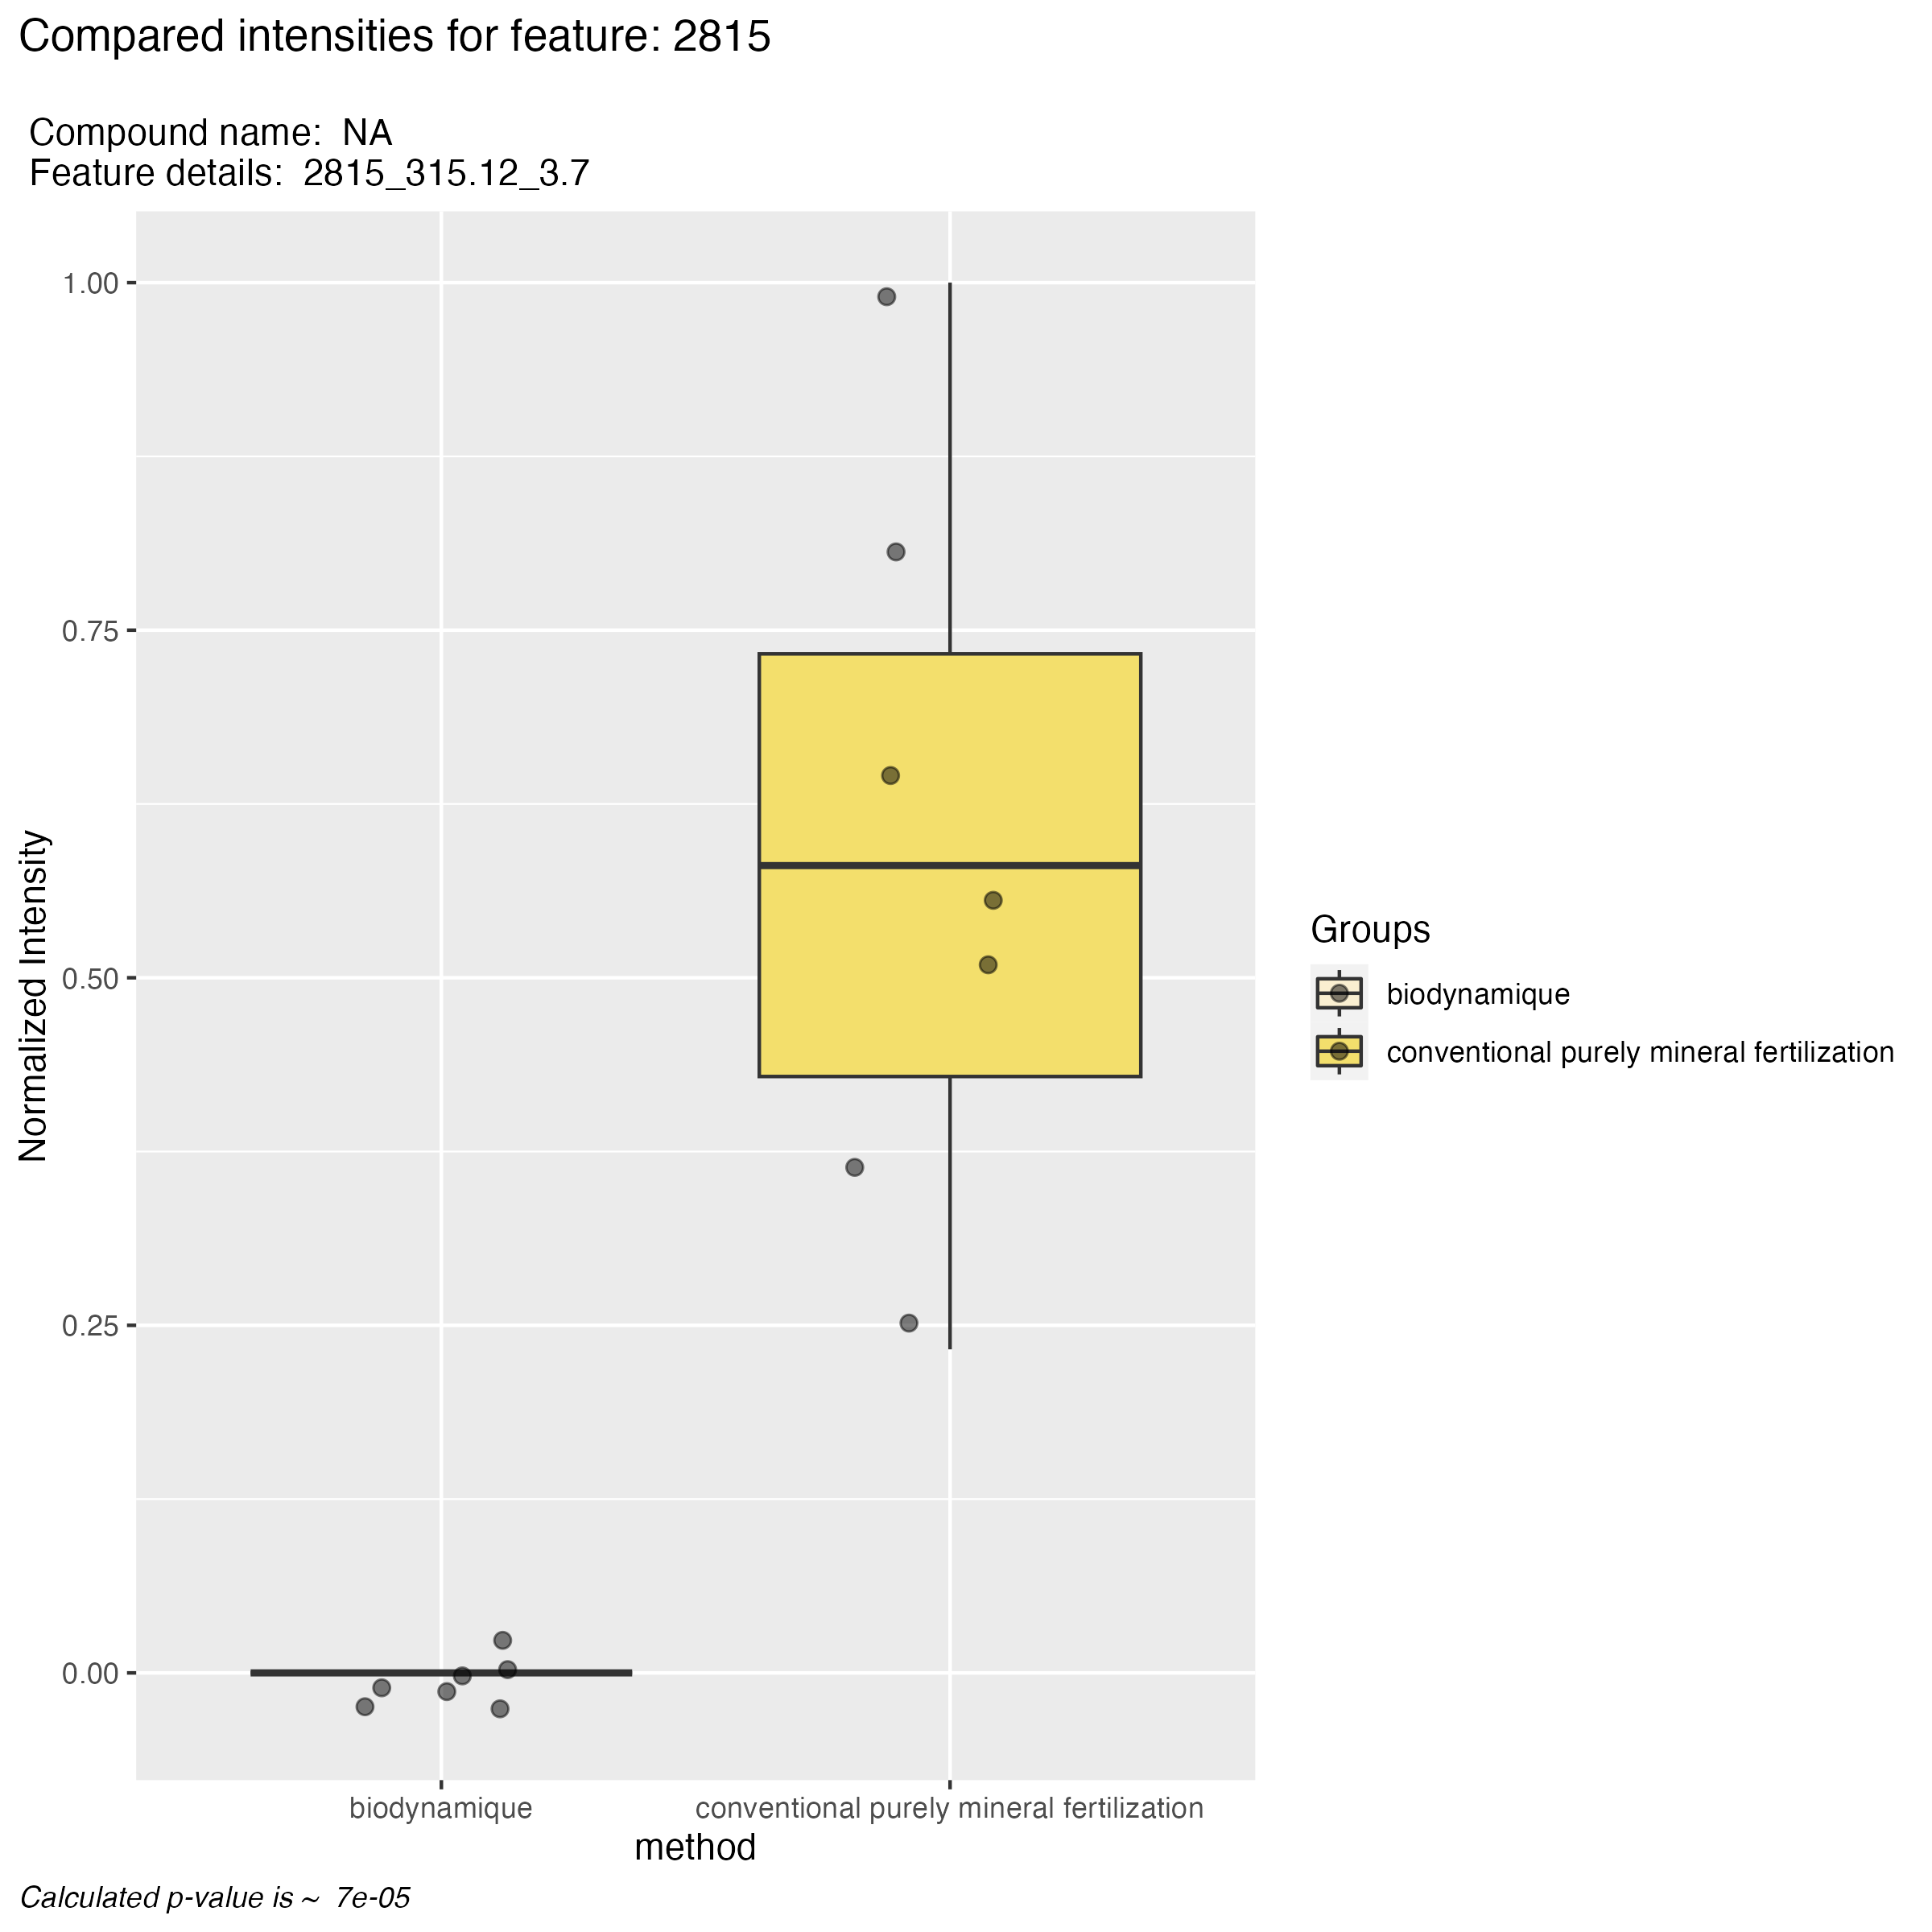 Compared intensities for feature: 2815
Compound name:  NA
Feature details:  2815_315.12_3.7
Normalized Intensity
1.00
0.75
0.50
0.25
0.00
biodynamique
conventional purely mineral fertilization
method
Groups
biodynamique
conventional purely mineral fertilization
Calculated p-value is ~  7e-05